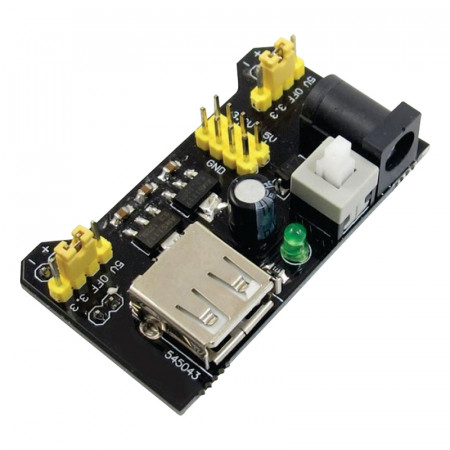 - +
5V OFF 3.3
5V
GND
- +
5V OFF 3.3
545043